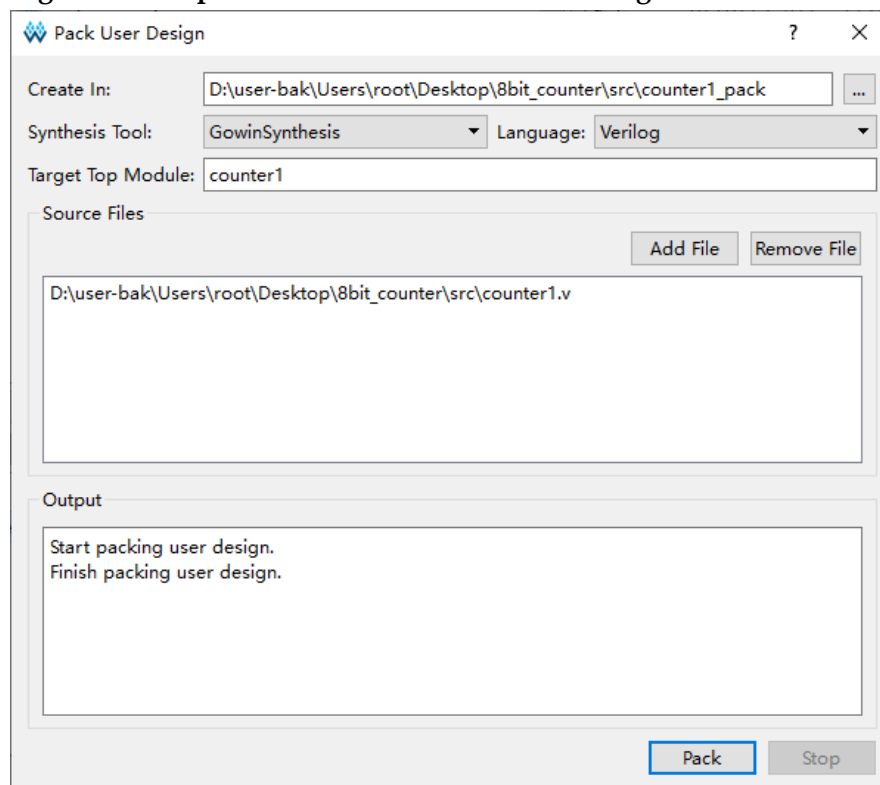 Pack User Design
?
Create In: D:\user-bak\Users\root\Desktop\8bit_counter\src\counter1_pack ...
Synthesis Tool: GowinSynthesis Language: Verilog
Target Top Module: counter1
Source Files
Add File Remove File
D:\user-bak\Users\root\Desktop\8bit_counter\src\counter1.v
Output
Start packing user design.
Finish packing user design.
Pack Stop